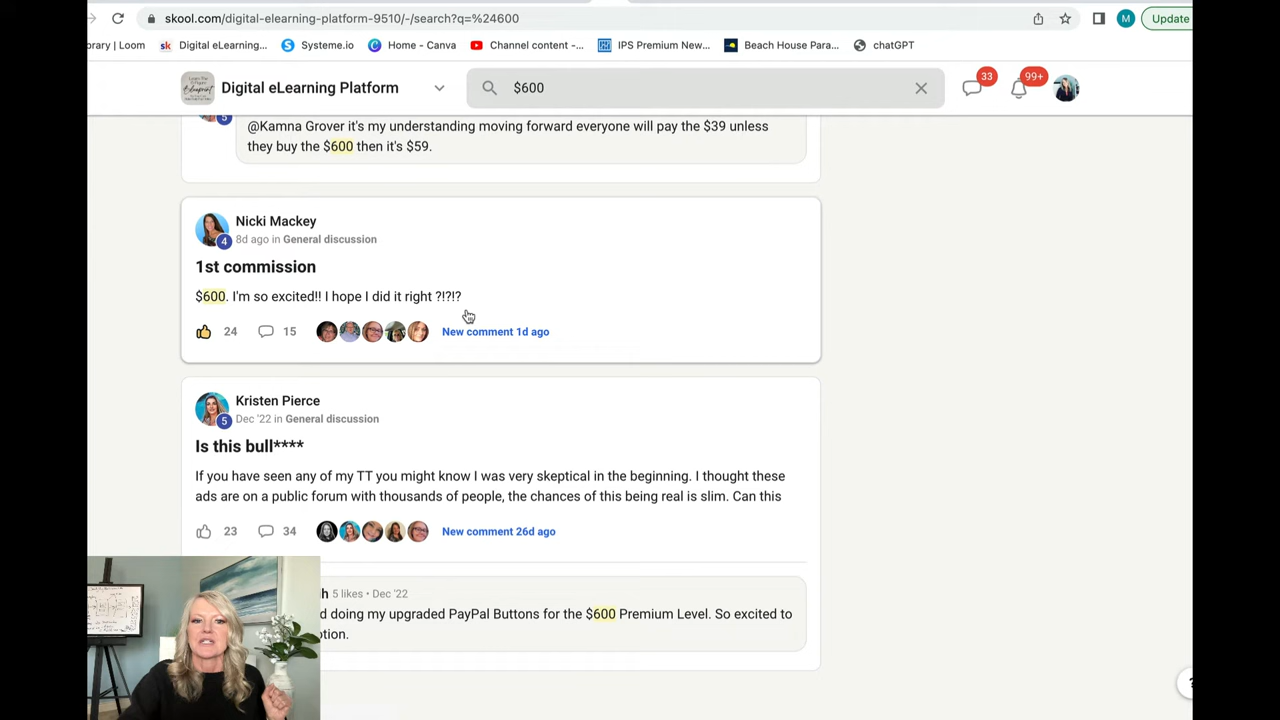 skool.com/digital-elearning-platform-9510/-/search?q=%24600
M
Update
orary | Loom
sk
Digital eLearning...
Systeme.io
Home - Canva
Channel content -...
IPS Premium New...
Beach House Para...
chatGPT
Digital eLearning Platform
$600
33
99+
5
@Kamna Grover it's my understanding moving forward everyone will pay the $39 unless
they buy the $600 then it's $59.
Nicki Mackey
4
8d ago in General discussion
1st commission
$600. I'm so excited!! I hope I did it right ?!?!?
24
15
New comment 1d ago
Kristen Pierce
5
Dec '22 in General discussion
Is this bull****
If you have seen any of my TT you might know I was very skeptical in the beginning. I thought these
ads are on a public forum with thousands of people, the chances of this being real is slim. Can this
23
34
New comment 26d ago
h 5 likes • Dec '22
d doing my upgraded PayPal Buttons for the $600 Premium Level. So excited to
otion.
?